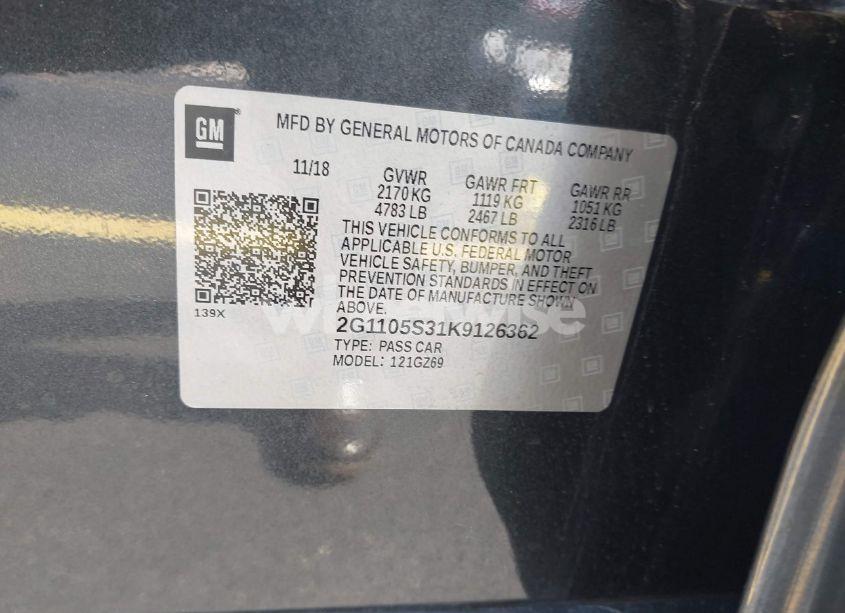 GM
MFD BY GENERAL MOTORS OF CANADA COMPANY
11/18 GVWR GAWR FRT GAWR RR
2170 KG 1119 KG 1051 KG
4783 LB 2467 LB 2316 LB
THIS VEHICLE CONFORMS TO ALL
APPLICABLE U.S. FEDERAL MOTOR
VEHICLE SAFETY, BUMPER, AND THEFT
PREVENTION STANDARDS IN EFFECT ON
THE DATE OF MANUFACTURE SHOWN
ABOVE.
139X
2G1105S31K9126362
TYPE: PASS CAR
MODEL: 121GZ69